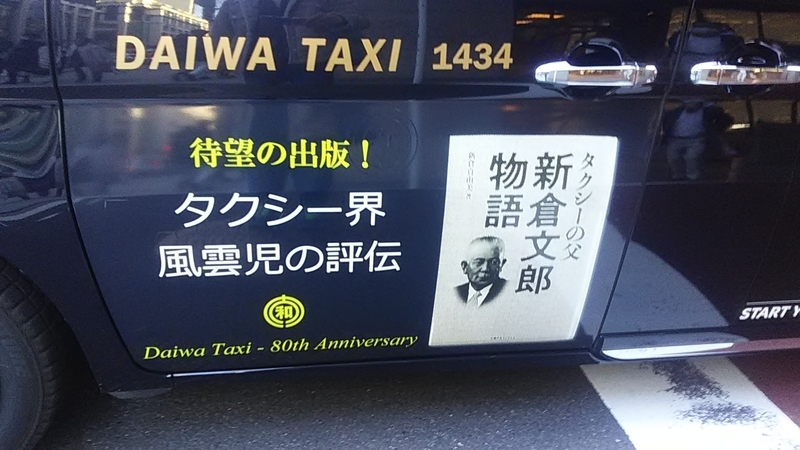 DAIWA TAXI 1434
待望の出版！
タクシー界
風雲児の評伝
和
Daiwa Taxi - 80th Anniversary
タクシーの父
新倉文郎
物語
START Y